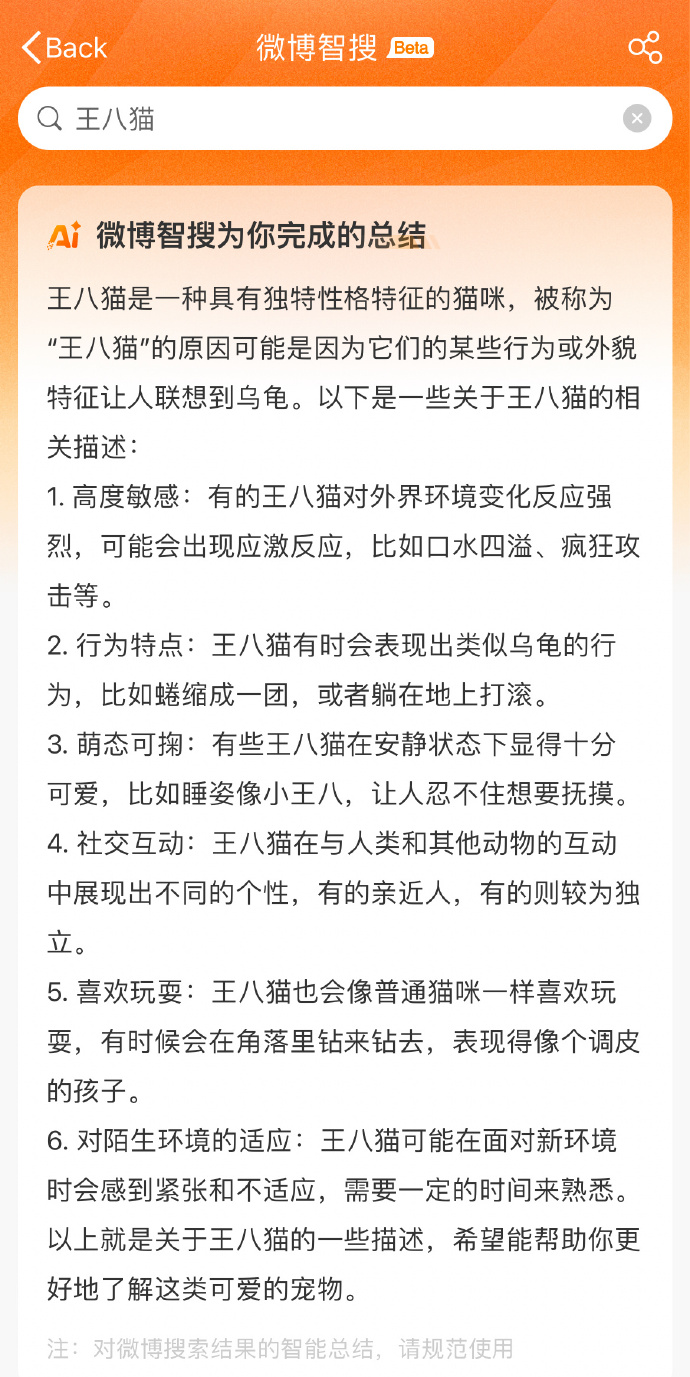 Back
微博智搜 Beta
王八猫
Ai 微博智搜为你完成的总结
王八猫是一种具有独特性格特征的猫咪，被称为
“王八猫”的原因可能是因为它们的某些行为或外貌
特征让人联想到乌龟。以下是一些关于王八猫的相
关描述：
1. 高度敏感：有的王八猫对外界环境变化反应强
烈，可能会出现应激反应，比如口水四溢、疯狂攻
击等。
2. 行为特点：王八猫有时会表现出类似乌龟的行
为，比如蜷缩成一团，或者躺在地上打滚。
3. 萌态可掬：有些王八猫在安静状态下显得十分
可爱，比如睡姿像小王八，让人忍不住想要抚摸。
4. 社交互动：王八猫在与人类和其他动物的互动
中展现出不同的个性，有的亲近人，有的则较为独
立。
5. 喜欢玩耍：王八猫也会像普通猫咪一样喜欢玩
耍，有时候会在角落里钻来钻去，表现得像个调皮
的孩子。
6. 对陌生环境的适应：王八猫可能在面对新环境
时会感到紧张和不适应，需要一定的时间来熟悉。
以上就是关于王八猫的一些描述，希望能帮助你更
好地了解这类可爱的宠物。
注：对微博搜索结果的智能总结，请规范使用